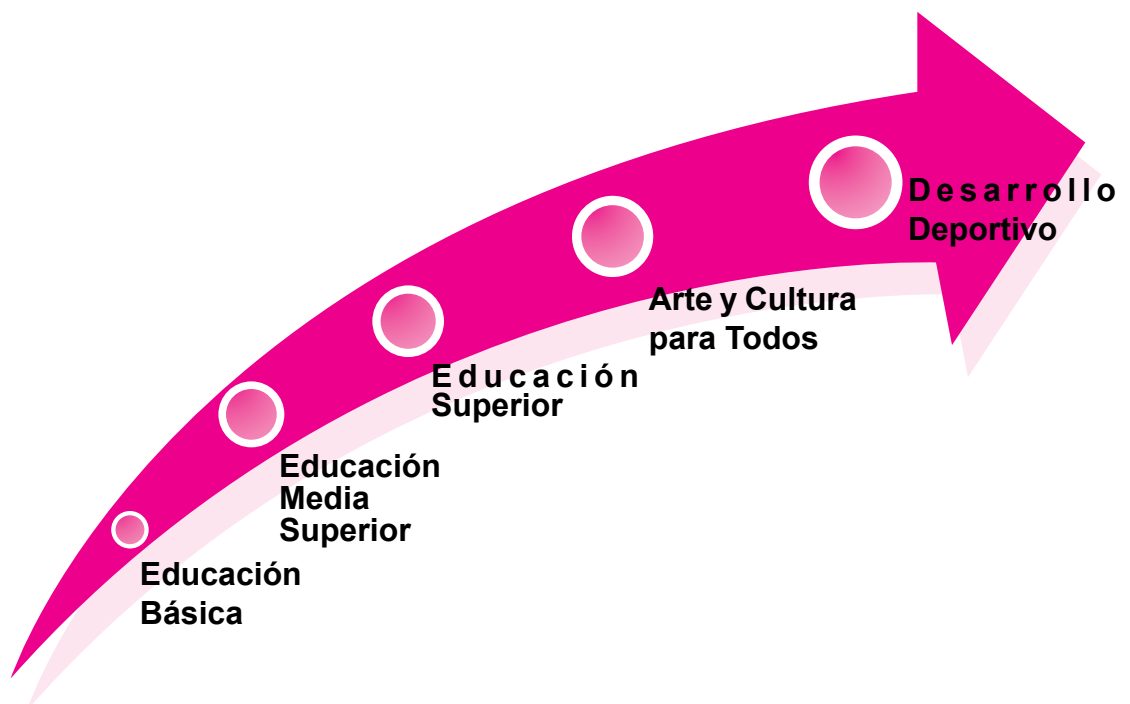 Desarrollo
Deportivo
Arte y Cultura
para Todos
Educación
Superior
Educación
Media
Superior
Educación
Básica